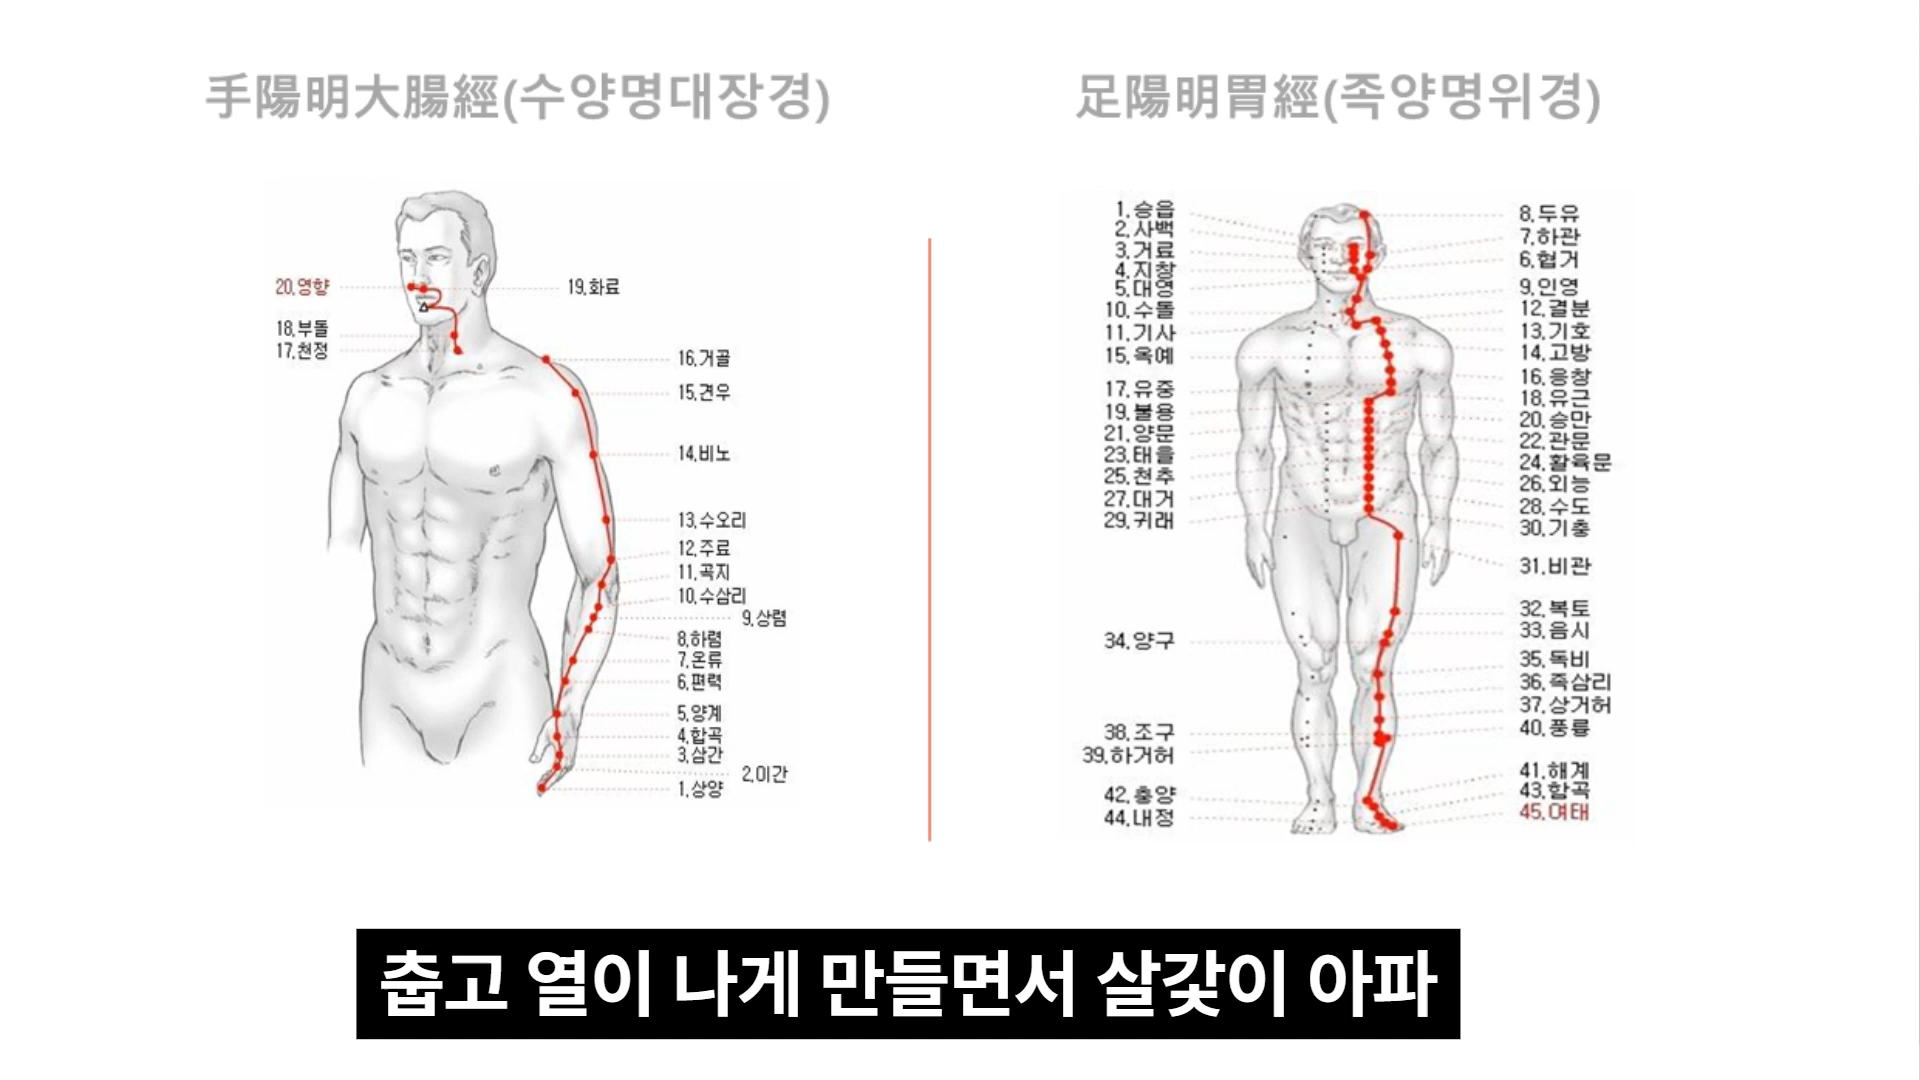 手陽明大腸經(수양명대장경)
20.영향
18.부돌
17.천정
19.화료
16.거골
15.견우
14.비노
13.수오리
12.주료
11.곡지
10.수삼리
9.상렴
8.하렴
7.온류
6.편력
5.양계
4.합곡
3.삼간
2.이간
1.상양
足陽明胃經(족양명위경)
1.승읍
2.사백
3.거료
4.지창
5.대영
10.수돌
11.기사
15.옥예
17.유중
19.불용
21.양문
23.태을
25.천추
27.대거
29.귀래
34.양구
38.조구
39.하거허
42.충양
44.내정
8.두유
7.하관
6.협거
9.인영
12.결분
13.기호
14.고방
16.응창
18.유근
20.승만
22.관문
24.활육문
26.외능
28.수도
30.기충
31.비관
32.복토
33.음시
35.독비
36.족삼리
37.상거허
40.풍륭
41.해계
43.함곡
45.여태
춥고 열이 나게 만들면서 살갗이 아파